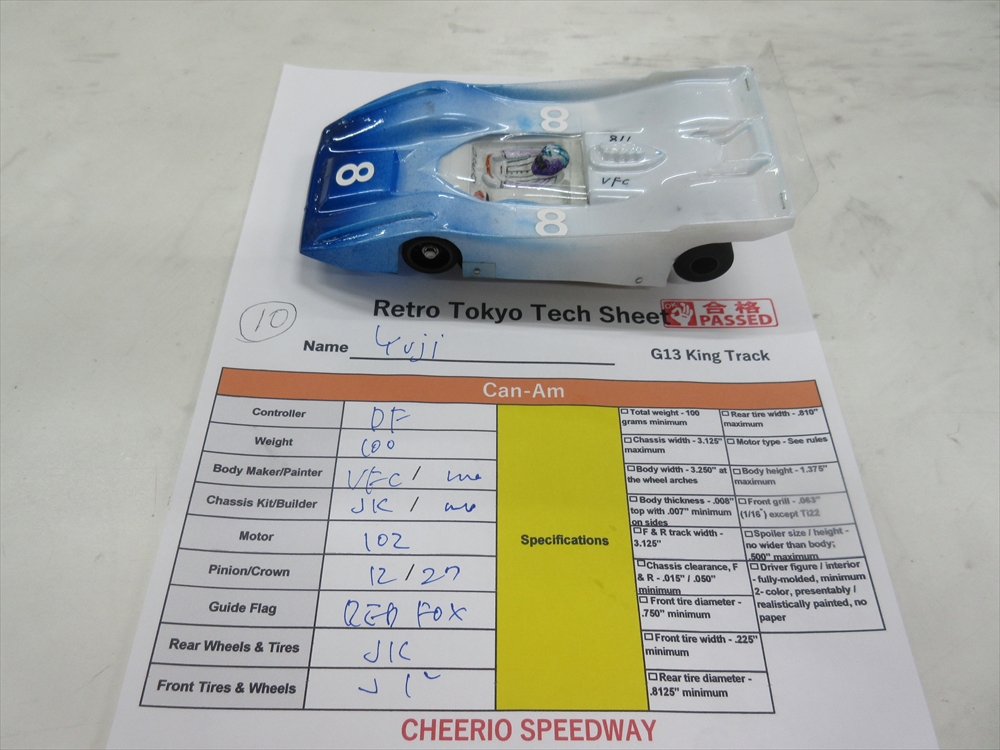 8
8
811
VFC
8
c
Retro Tokyo Tech Sheet
合格
PASSED
10
Name Yuji
G13 King Track
Can-Am
Controller DF
Weight 100
Body Maker/Painter VFC / me
Chassis Kit/Builder JK / me
Motor 102
Pinion/Crown 12/27
Guide Flag RED FOX
Rear Wheels & Tires JK
Front Tires & Wheels
Specifications
Total weight - 100
grams minimum
Chassis width - 3.125"
maximum
Body width - 3.250" at
the wheel arches
Body thickness - .008"
top with .007" minimum
on sides
F & R track width -
3.125"
Chassis clearance, F
& R - .015" / .050"
minimum
Front tire diameter -
.750" minimum
Front tire width - .225"
minimum
Rear tire diameter -
.8125" minimum
Rear tire width - .810"
maximum
Motor type - See rules
Body height - 1.375"
maximum
Front grill - .063"
(1/16") except Ti22
Spoiler size / height -
no wider than body;
.500" maximum
Driver figure / interior
- fully-molded, minimum
2- color, presentably /
realistically painted, no
paper
CHEERIO SPEEDWAY